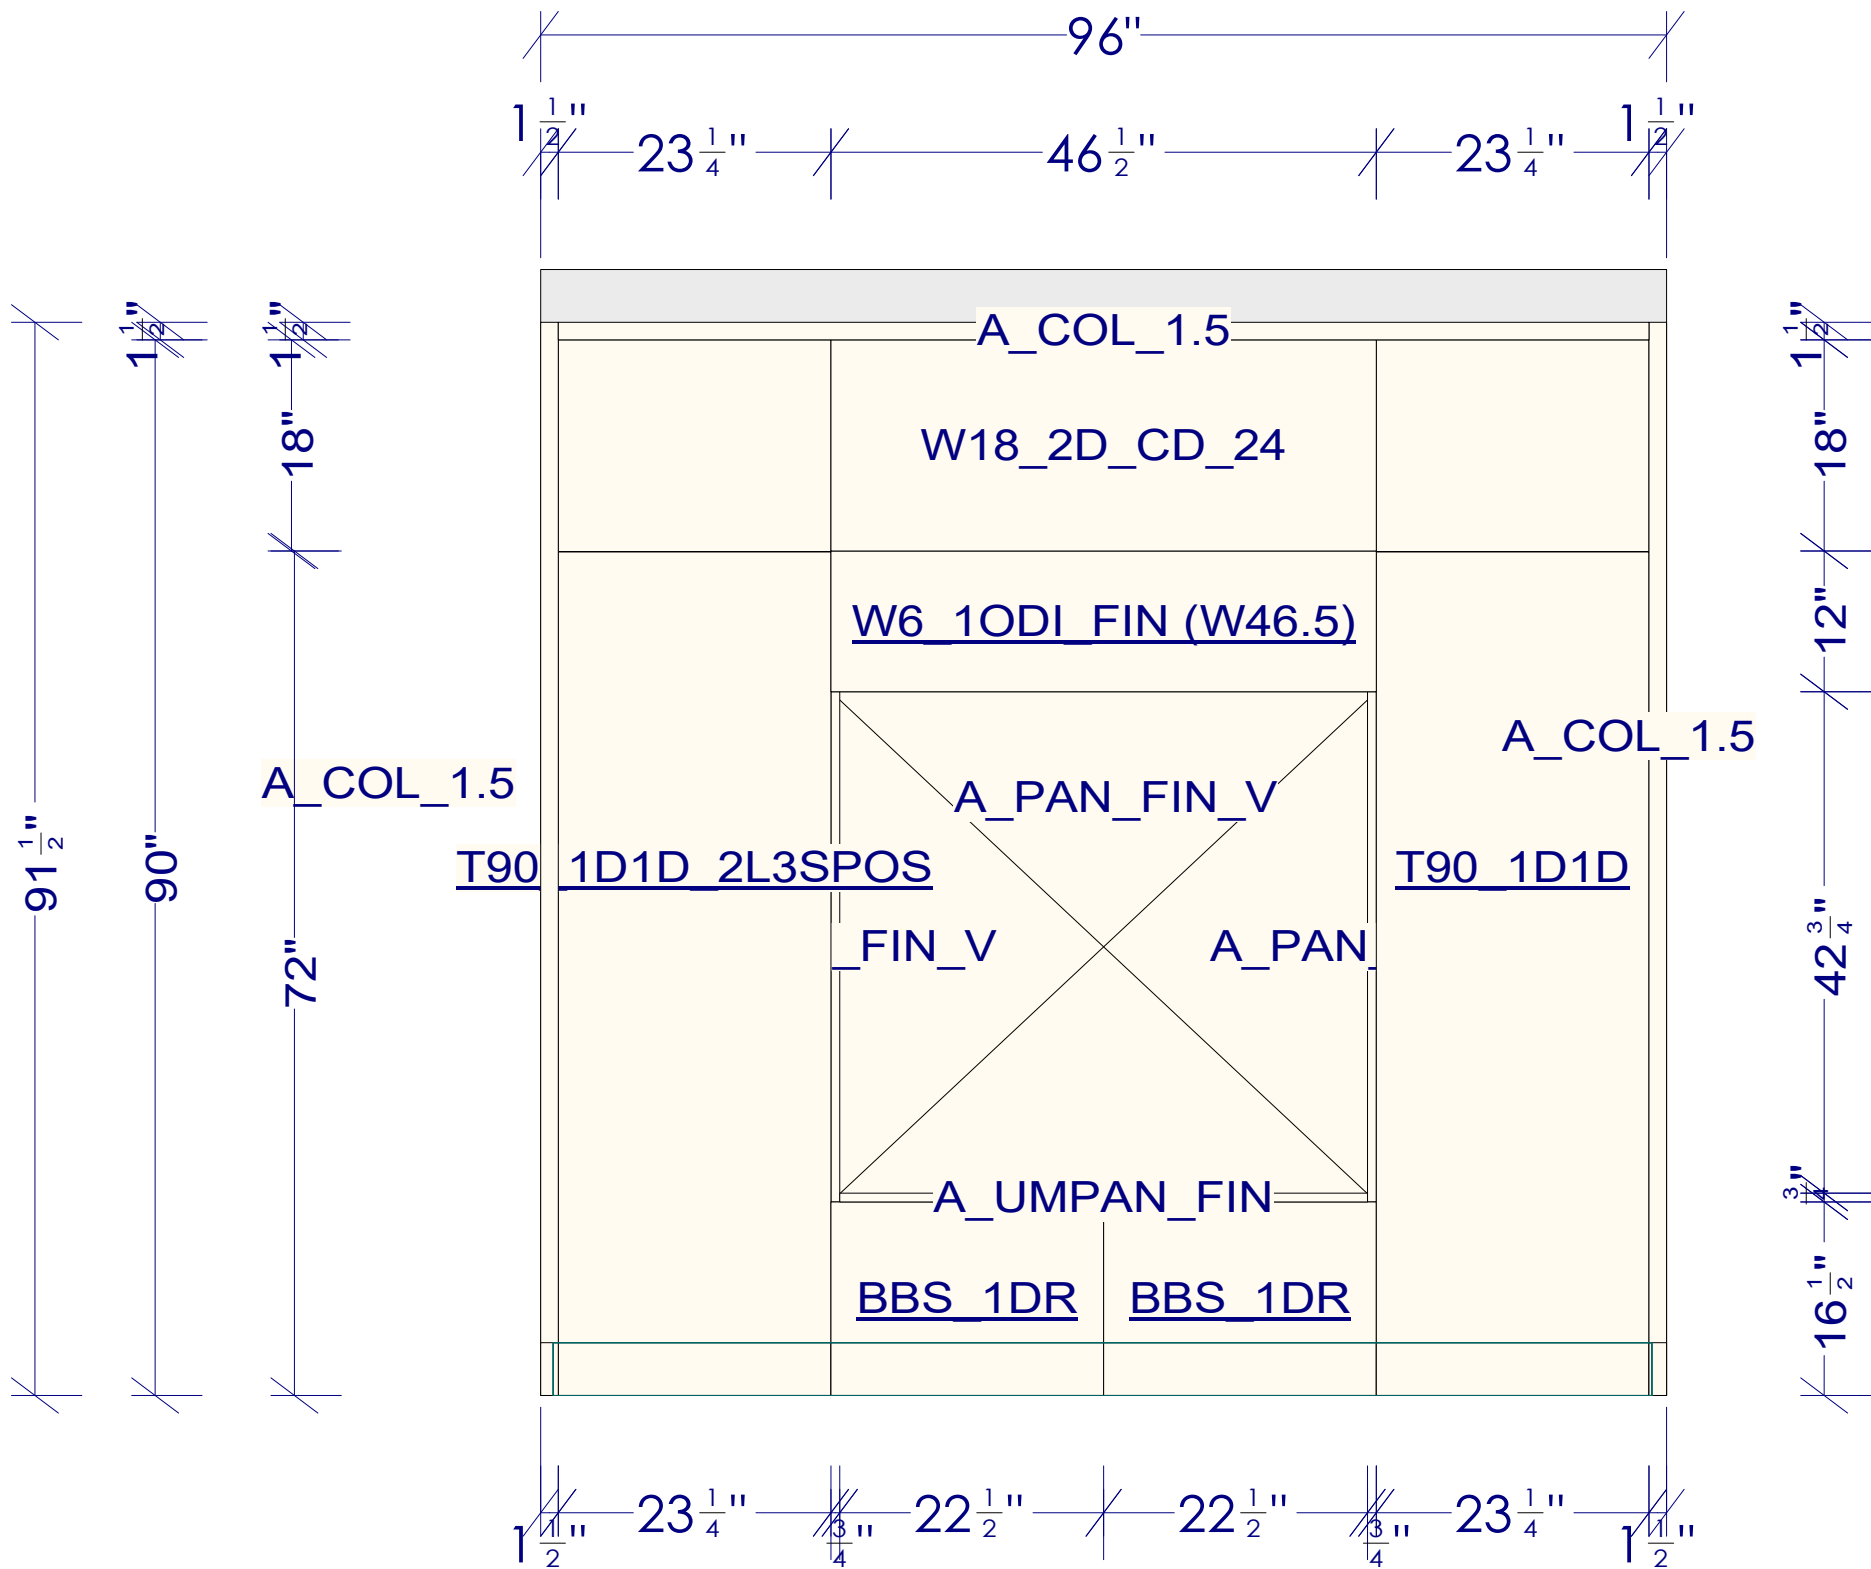 96"
1 1/2" 1 1/2"
23 1/4" 46 1/2" 23 1/4"
A_COL_1.5
1 1/2" 1 1/2" 1 1/2"
18" W18_2D_CD_24 18"
W6_1ODI_FIN (W46.5) 12"
A_COL_1.5
A_COL_1.5 A_PAN_FIN_V
91 1/2" 90" T90_1D1D_2L3SPOS T90_1D1D
72" _FIN_V A_PAN_ 42 3/4"
A_UMPAN_FIN 3/4"
BBS_1DR BBS_1DR 16 1/2"
23 1/4" 22 1/2" 22 1/2" 23 1/4"
1 1/2" 3/4" 3/4" 1 1/2"